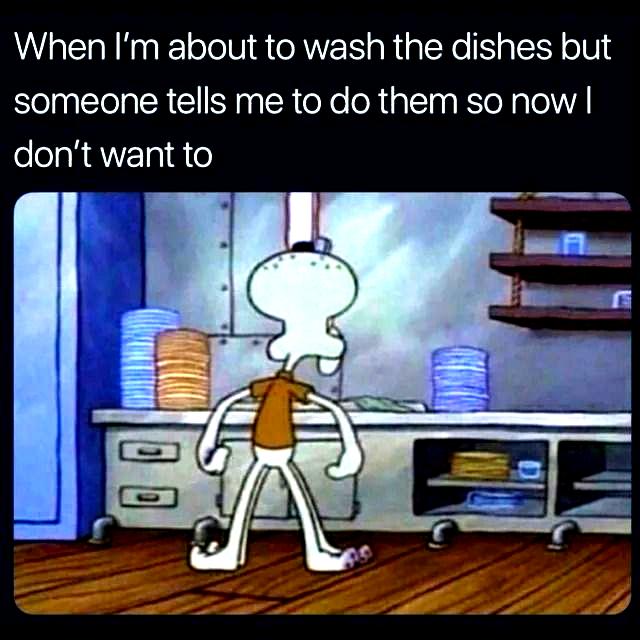 When I’m about to wash the dishes but
someone tells me to do them so now I
don’t want to